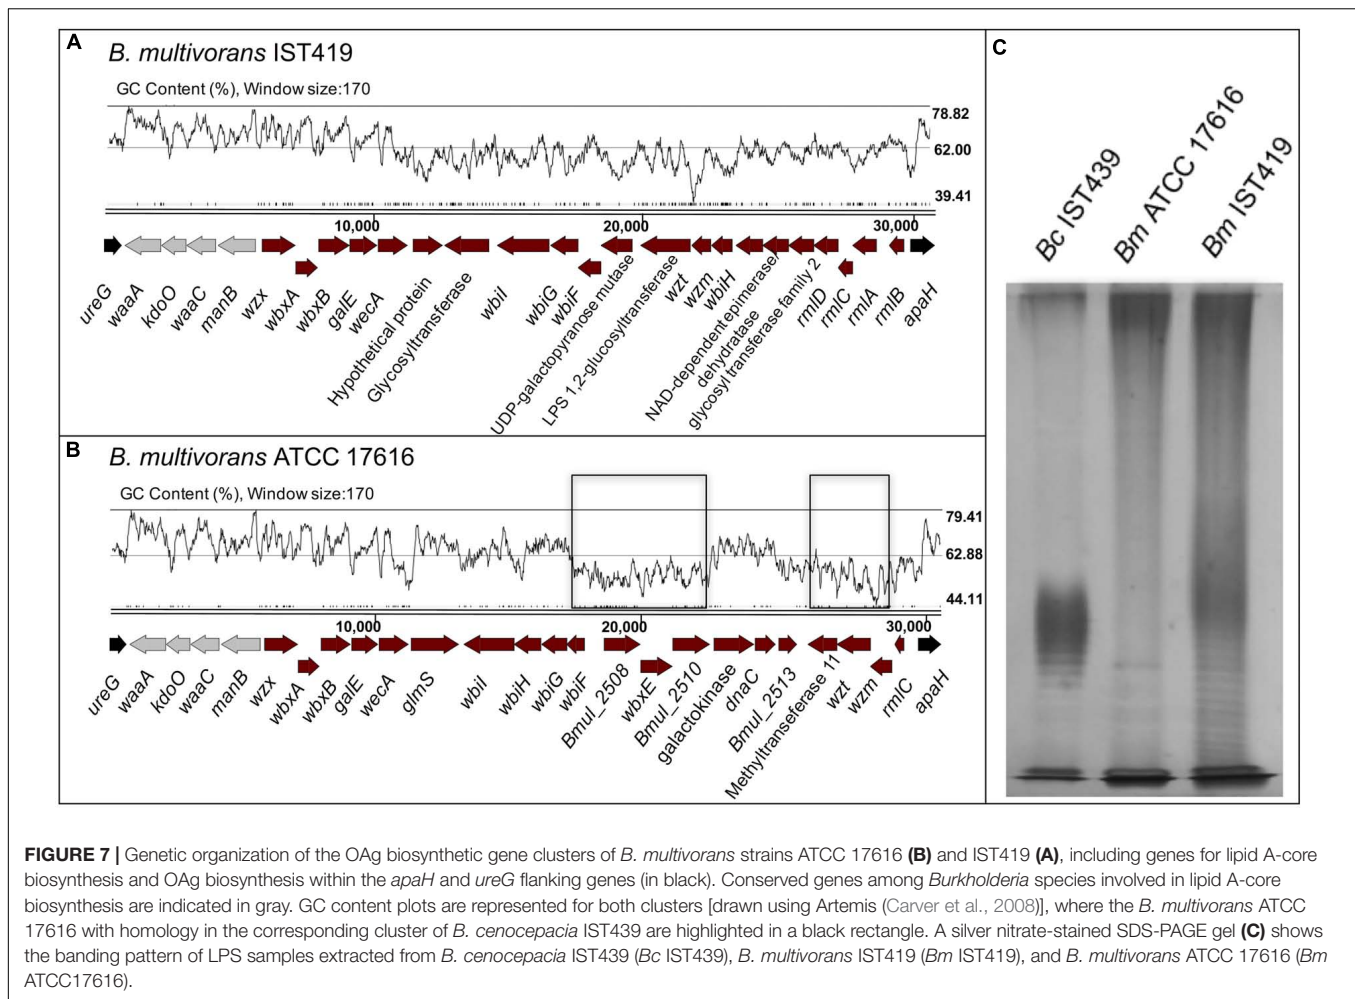 A
B. multivorans IST419
GC Content (%), Window size:170
78.82
62.00
39.41
10,000
20,000
30,000
ureG
waaA
kdoO
waaC
manB
wzx
wbxA
wbxB
galE
wecA
Hypothetical protein
Glycosyltransferase
wbil
wbiG
wbiF
UDP-galactopyranose mutase
LPS 1,2-glucosyltransferase
wzt
wzm
wbiH
NAD-dependent epimerase/
dehydratase
glycosyl transferase family 2
rmlD
rmlC
rmlA
rmlB
apaH
B
B. multivorans ATCC 17616
GC Content (%), Window size:170
79.41
62.88
44.11
10,000
20,000
30,000
ureG
waaA
kdoO
waaC
manB
wzx
wbxA
wbxB
galE
wecA
glmS
wbil
wbiH
wbiG
wbiF
Bmul_2508
wbxE
Bmul_2510
galactokinase
dnaC
Bmul_2513
Methyltranseferase 11
wzt
wzm
rmlC
apaH
C
Bc IST439
Bm ATCC 17616
Bm IST419
FIGURE 7 | Genetic organization of the OAg biosynthetic gene clusters of B. multivorans strains ATCC 17616 (B) and IST419 (A), including genes for lipid A-core
biosynthesis and OAg biosynthesis within the apaH and ureG flanking genes (in black). Conserved genes among Burkholderia species involved in lipid A-core
biosynthesis are indicated in gray. GC content plots are represented for both clusters [drawn using Artemis (Carver et al., 2008)], where the B. multivorans ATCC
17616 with homology in the corresponding cluster of B. cenocepacia IST439 are highlighted in a black rectangle. A silver nitrate-stained SDS-PAGE gel (C) shows
the banding pattern of LPS samples extracted from B. cenocepacia IST439 (Bc IST439), B. multivorans IST419 (Bm IST419), and B. multivorans ATCC 17616 (Bm
ATCC17616).